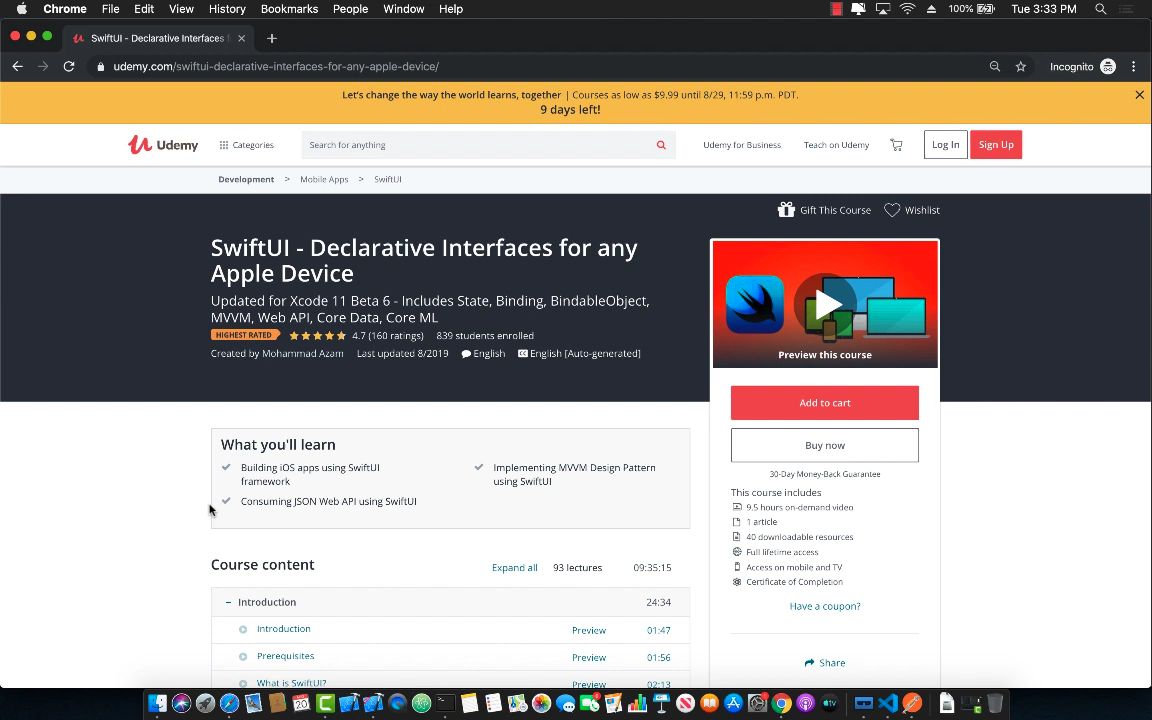 Chrome File Edit View History Bookmarks People Window Help 100% Tue 3:33 PM
SwiftUI - Declarative Interfaces f
udemy.com/swiftui-declarative-interfaces-for-any-apple-device/ Incognito
Let's change the way the world learns, together | Courses as low as $9.99 until 8/29, 11:59 p.m. PDT.
9 days left!
Udemy Categories Search for anything Udemy for Business Teach on Udemy Log In Sign Up
Development > Mobile Apps > SwiftUI
Gift This Course Wishlist
SwiftUI - Declarative Interfaces for any
Apple Device
Updated for Xcode 11 Beta 6 - Includes State, Binding, BindableObject,
MVVM, Web API, Core Data, Core ML
HIGHEST RATED 4.7 (160 ratings) 839 students enrolled
Created by Mohammad Azam Last updated 8/2019 English CC English [Auto-generated]
Preview this course
Add to cart
Buy now
30-Day Money-Back Guarantee
This course includes
9.5 hours on-demand video
1 article
40 downloadable resources
Full lifetime access
Access on mobile and TV
Certificate of Completion
Have a coupon?
Share
What you'll learn
Building iOS apps using SwiftUI
framework
Consuming JSON Web API using SwiftUI
Implementing MVVM Design Pattern
using SwiftUI
Course content Expand all 93 lectures 09:35:15
− Introduction 24:34
Introduction Preview 01:47
Prerequisites Preview 01:56
What is SwiftUI? Preview 02:13
20
tv